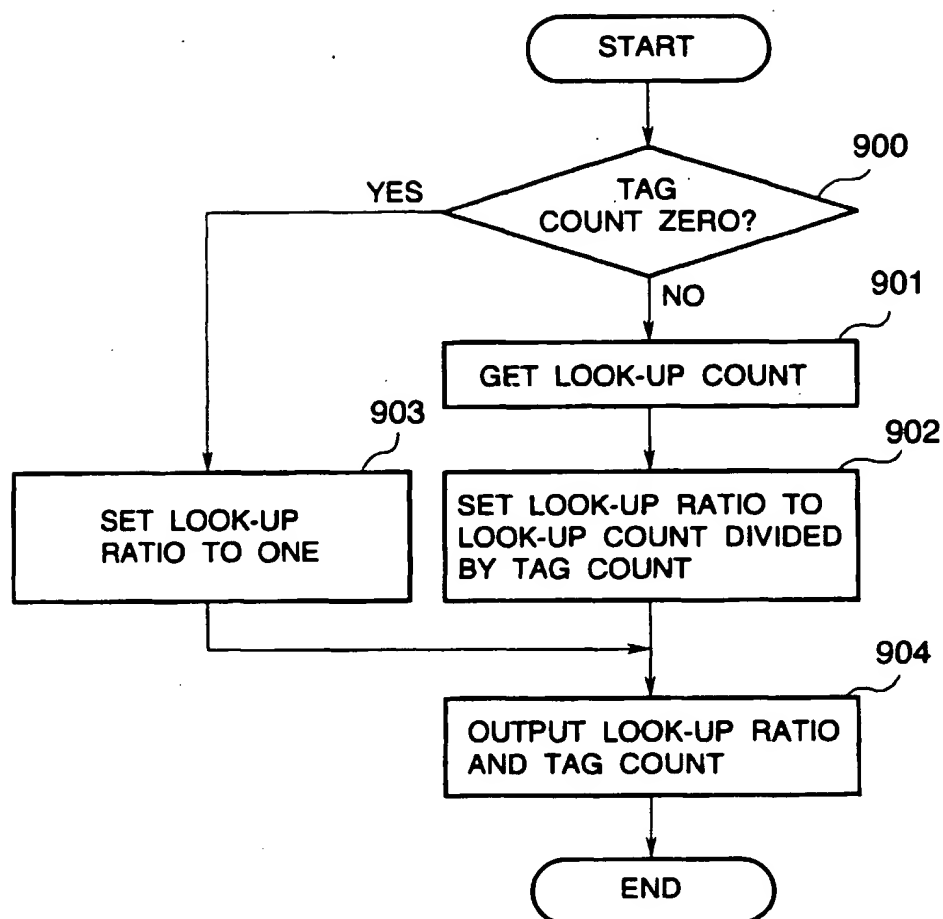 START
900
TAG
COUNT ZERO?
YES
NO
901
GET LOOK-UP COUNT
903
902
SET LOOK-UP
RATIO TO ONE
SET LOOK-UP RATIO TO
LOOK-UP COUNT DIVIDED
BY TAG COUNT
904
OUTPUT LOOK-UP RATIO
AND TAG COUNT
END